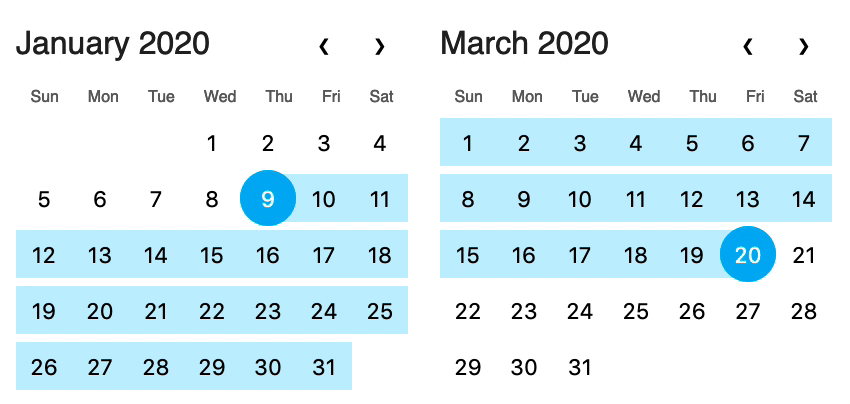 January 2020 ❮ ❯
Sun Mon Tue Wed Thu Fri Sat
1 2 3 4
5 6 7 8 9 10 11
12 13 14 15 16 17 18
19 20 21 22 23 24 25
26 27 28 29 30 31
March 2020 ❮ ❯
Sun Mon Tue Wed Thu Fri Sat
1 2 3 4 5 6 7
8 9 10 11 12 13 14
15 16 17 18 19 20 21
22 23 24 25 26 27 28
29 30 31